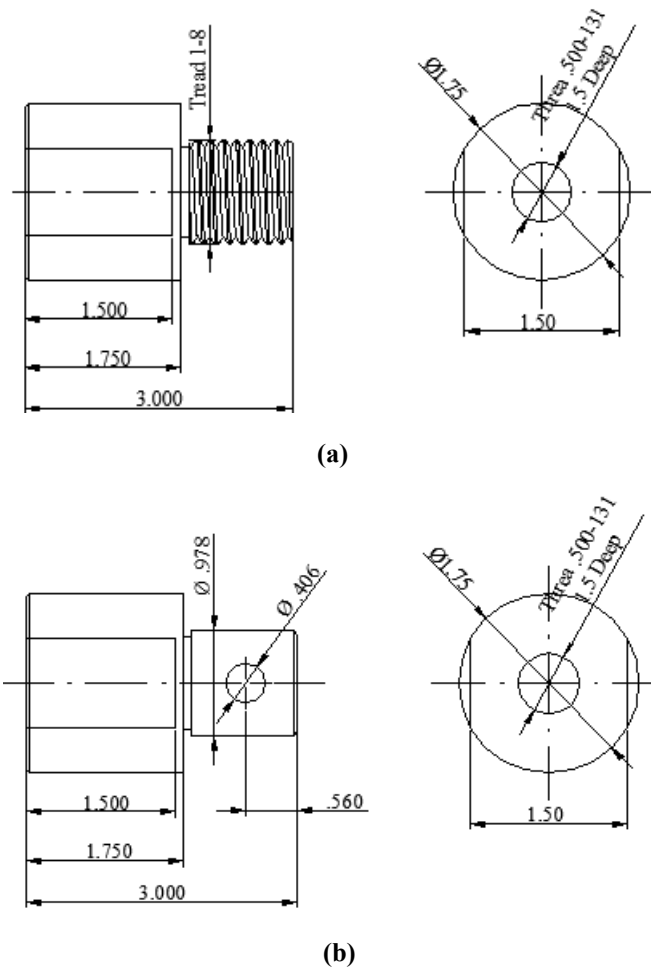 Tread 1-8
1.500
1.750
3.000
Ø1.75
Threa .500-131
1.5 Deep
1.50
(a)
Ø .978
Ø .406
1.500
.560
1.750
3.000
Ø1.75
Threa .500-131
1.5 Deep
1.50
(b)